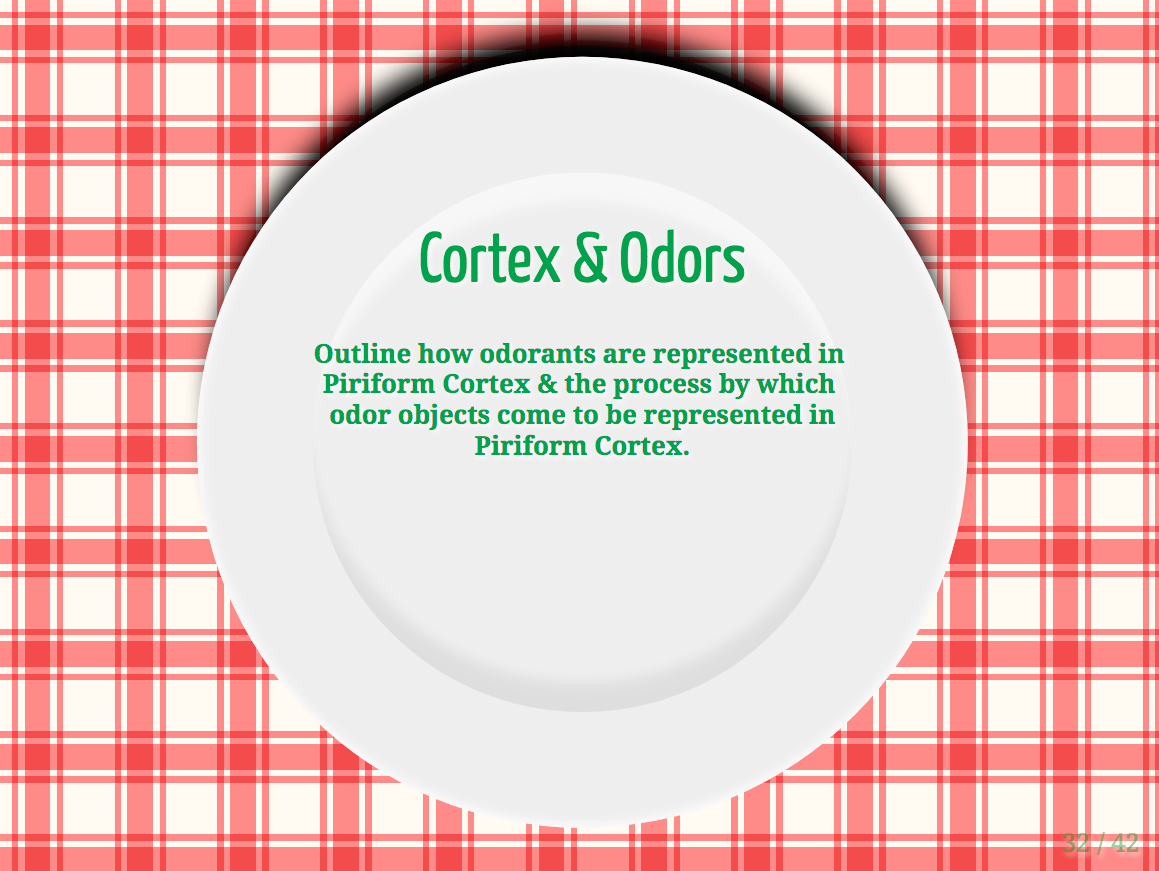 Cortex & Odors
Outline how odorants are represented in
Piriform Cortex & the process by which
odor objects come to be represented in
Piriform Cortex.
32 / 42